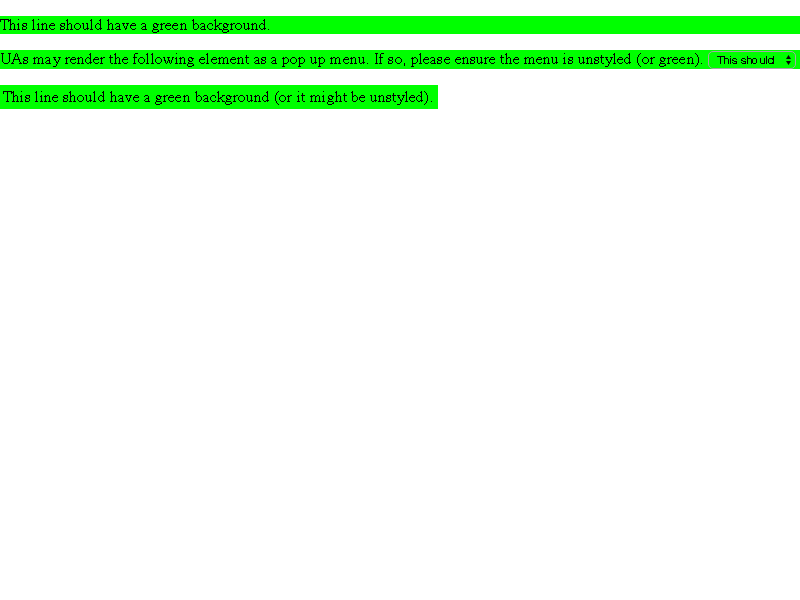 This line should have a green background.
UAs may render the following element as a pop up menu. If so, please ensure the menu is unstyled (or green). This should
This line should have a green background (or it might be unstyled).